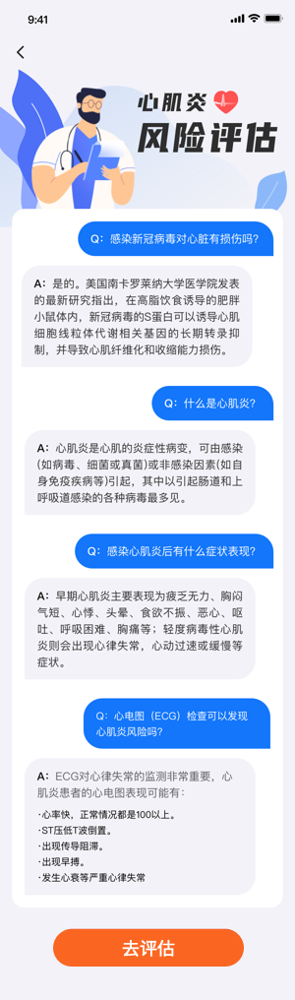 9:41
心肌炎
风险评估
Q：感染新冠病毒对心脏有损伤吗？
A：是的。美国南卡罗莱纳大学医学院发表
的最新研究指出，在高脂饮食诱导的肥胖
小鼠体内，新冠病毒的S蛋白可以诱导心肌
细胞线粒体代谢相关基因的长期转录抑
制，并导致心肌纤维化和收缩能力损伤。
Q：什么是心肌炎？
A：心肌炎是心肌的炎症性病变，可由感染
(如病毒、细菌或真菌)或非感染因素(如自
身免疫疾病等)引起，其中以引起肠道和上
呼吸道感染的各种病毒最多见。
Q：感染心肌炎后有什么症状表现？
A：早期心肌炎主要表现为疲乏无力、胸闷
气短、心悸、头晕、食欲不振、恶心、呕
吐、呼吸困难、胸痛等；轻度病毒性心肌
炎则会出现心律失常，心动过速或缓慢等
症状。
Q：心电图（ECG）检查可以发现
心肌炎风险吗？
A：ECG对心律失常的监测非常重要，心
肌炎患者的心电图表现可能有：
·心率快，正常情况都是100以上。
·ST压低T波倒置。
·出现传导阻滞。
·出现早搏。
·发生心衰等严重心律失常
去评估